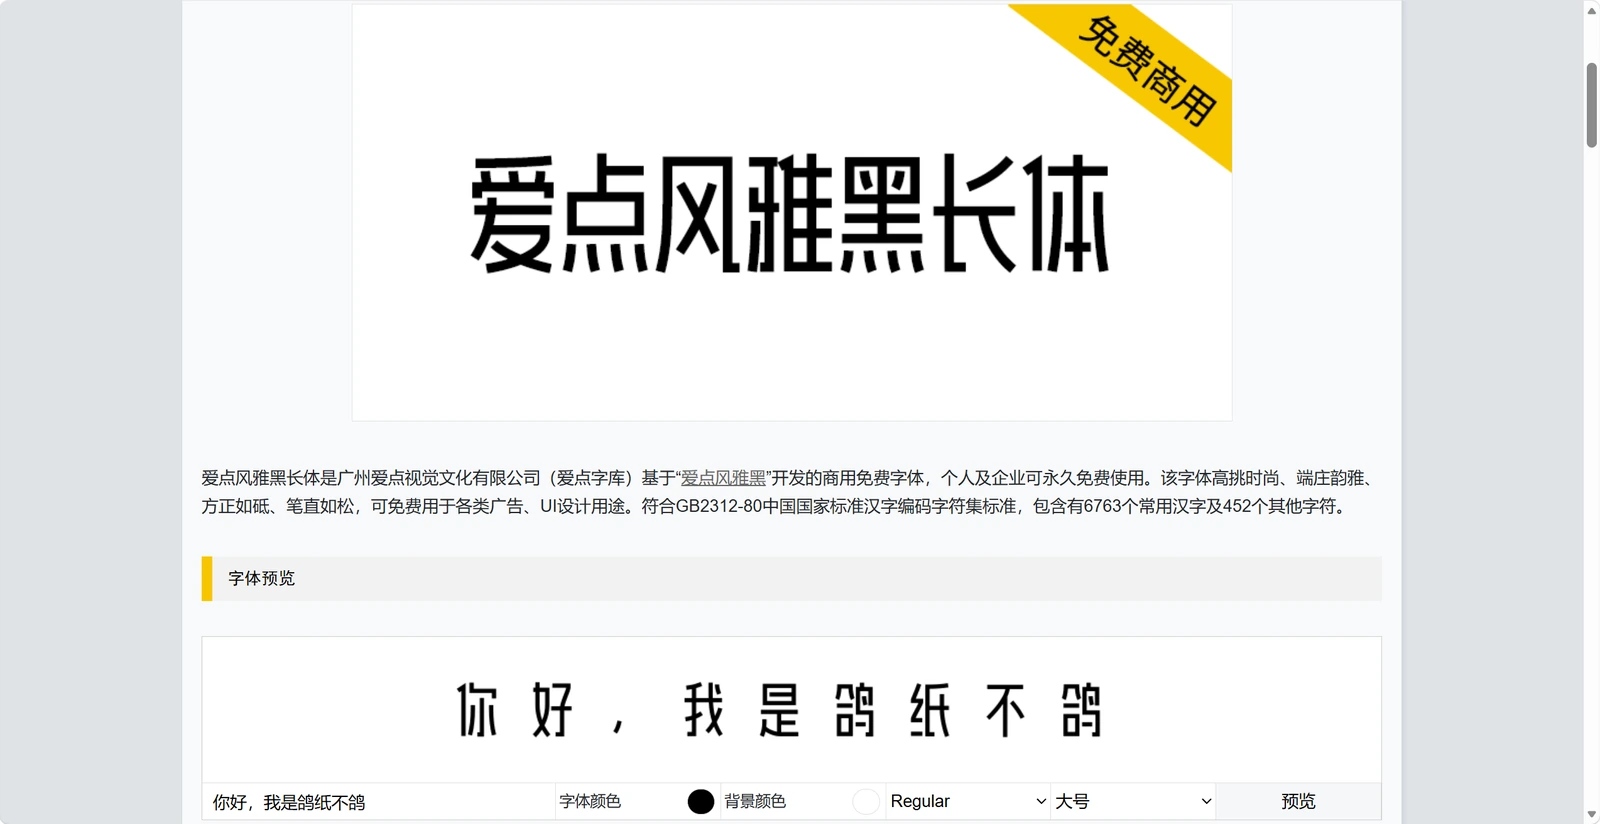 免费商用
爱点风雅黑长体
爱点风雅黑长体是广州爱点视觉文化有限公司（爱点字库）基于“爱点风雅黑”开发的商用免费字体，个人及企业可永久免费使用。该字体高挑时尚、端庄韵雅、
方正如砥、笔直如松，可免费用于各类广告、UI设计用途。符合GB2312-80中国国家标准汉字编码字符集标准，包含有6763个常用汉字及452个其他字符。
字体预览
你好，我是鸽纸不鸽
你好，我是鸽纸不鸽 字体颜色 背景颜色 Regular 大号 预览